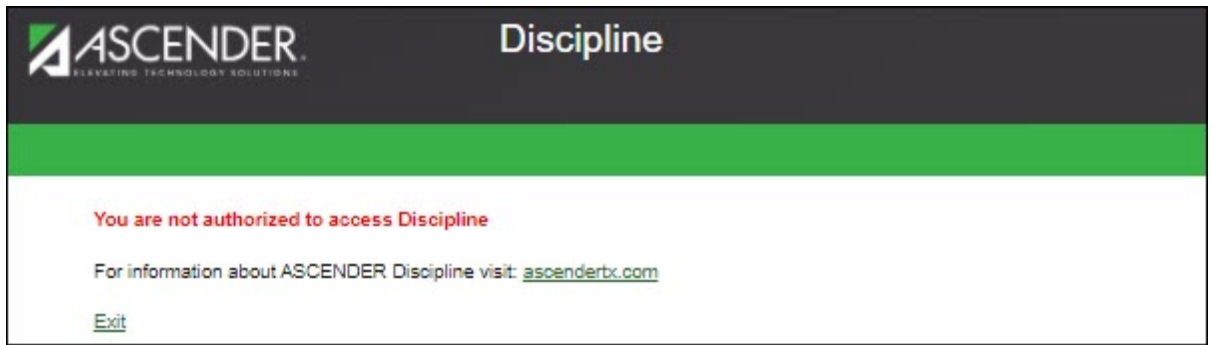 ASCENDER.
ELEVATING TECHNOLOGY SOLUTIONS
Discipline
You are not authorized to access Discipline
For information about ASCENDER Discipline visit: ascendertx.com
Exit